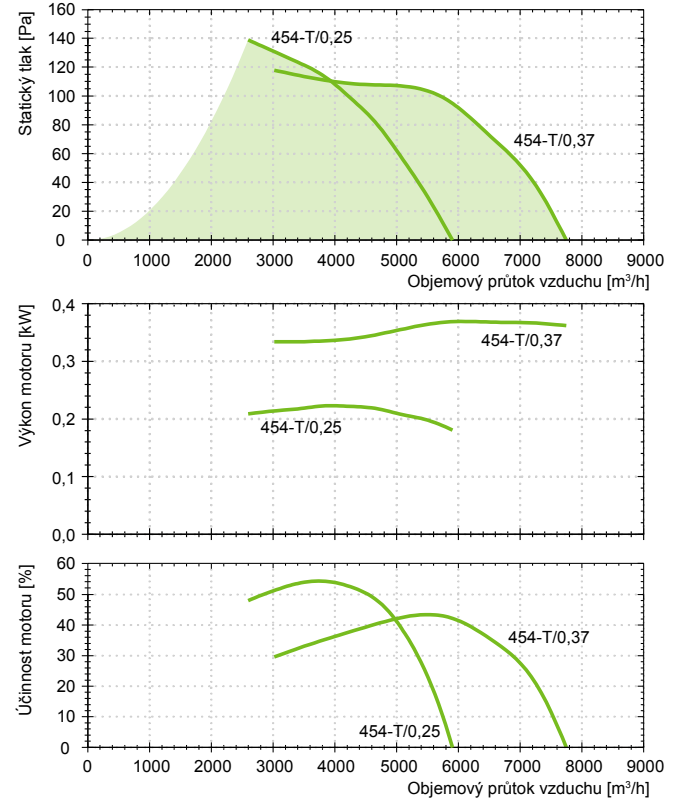 Statický tlak [Pa]
160
140
120
100
80
60
40
20
0
454-T/0,25
454-T/0,37
0 1000 2000 3000 4000 5000 6000 7000 8000 9000
Objemový průtok vzduchu [m³/h]
Výkon motoru [kW]
0,4
0,3
0,2
0,1
0,0
454-T/0,37
454-T/0,25
Účinnost motoru [%]
60
50
40
30
20
10
0
454-T/0,37
454-T/0,25
0 1000 2000 3000 4000 5000 6000 7000 8000 9000
Objemový průtok vzduchu [m³/h]